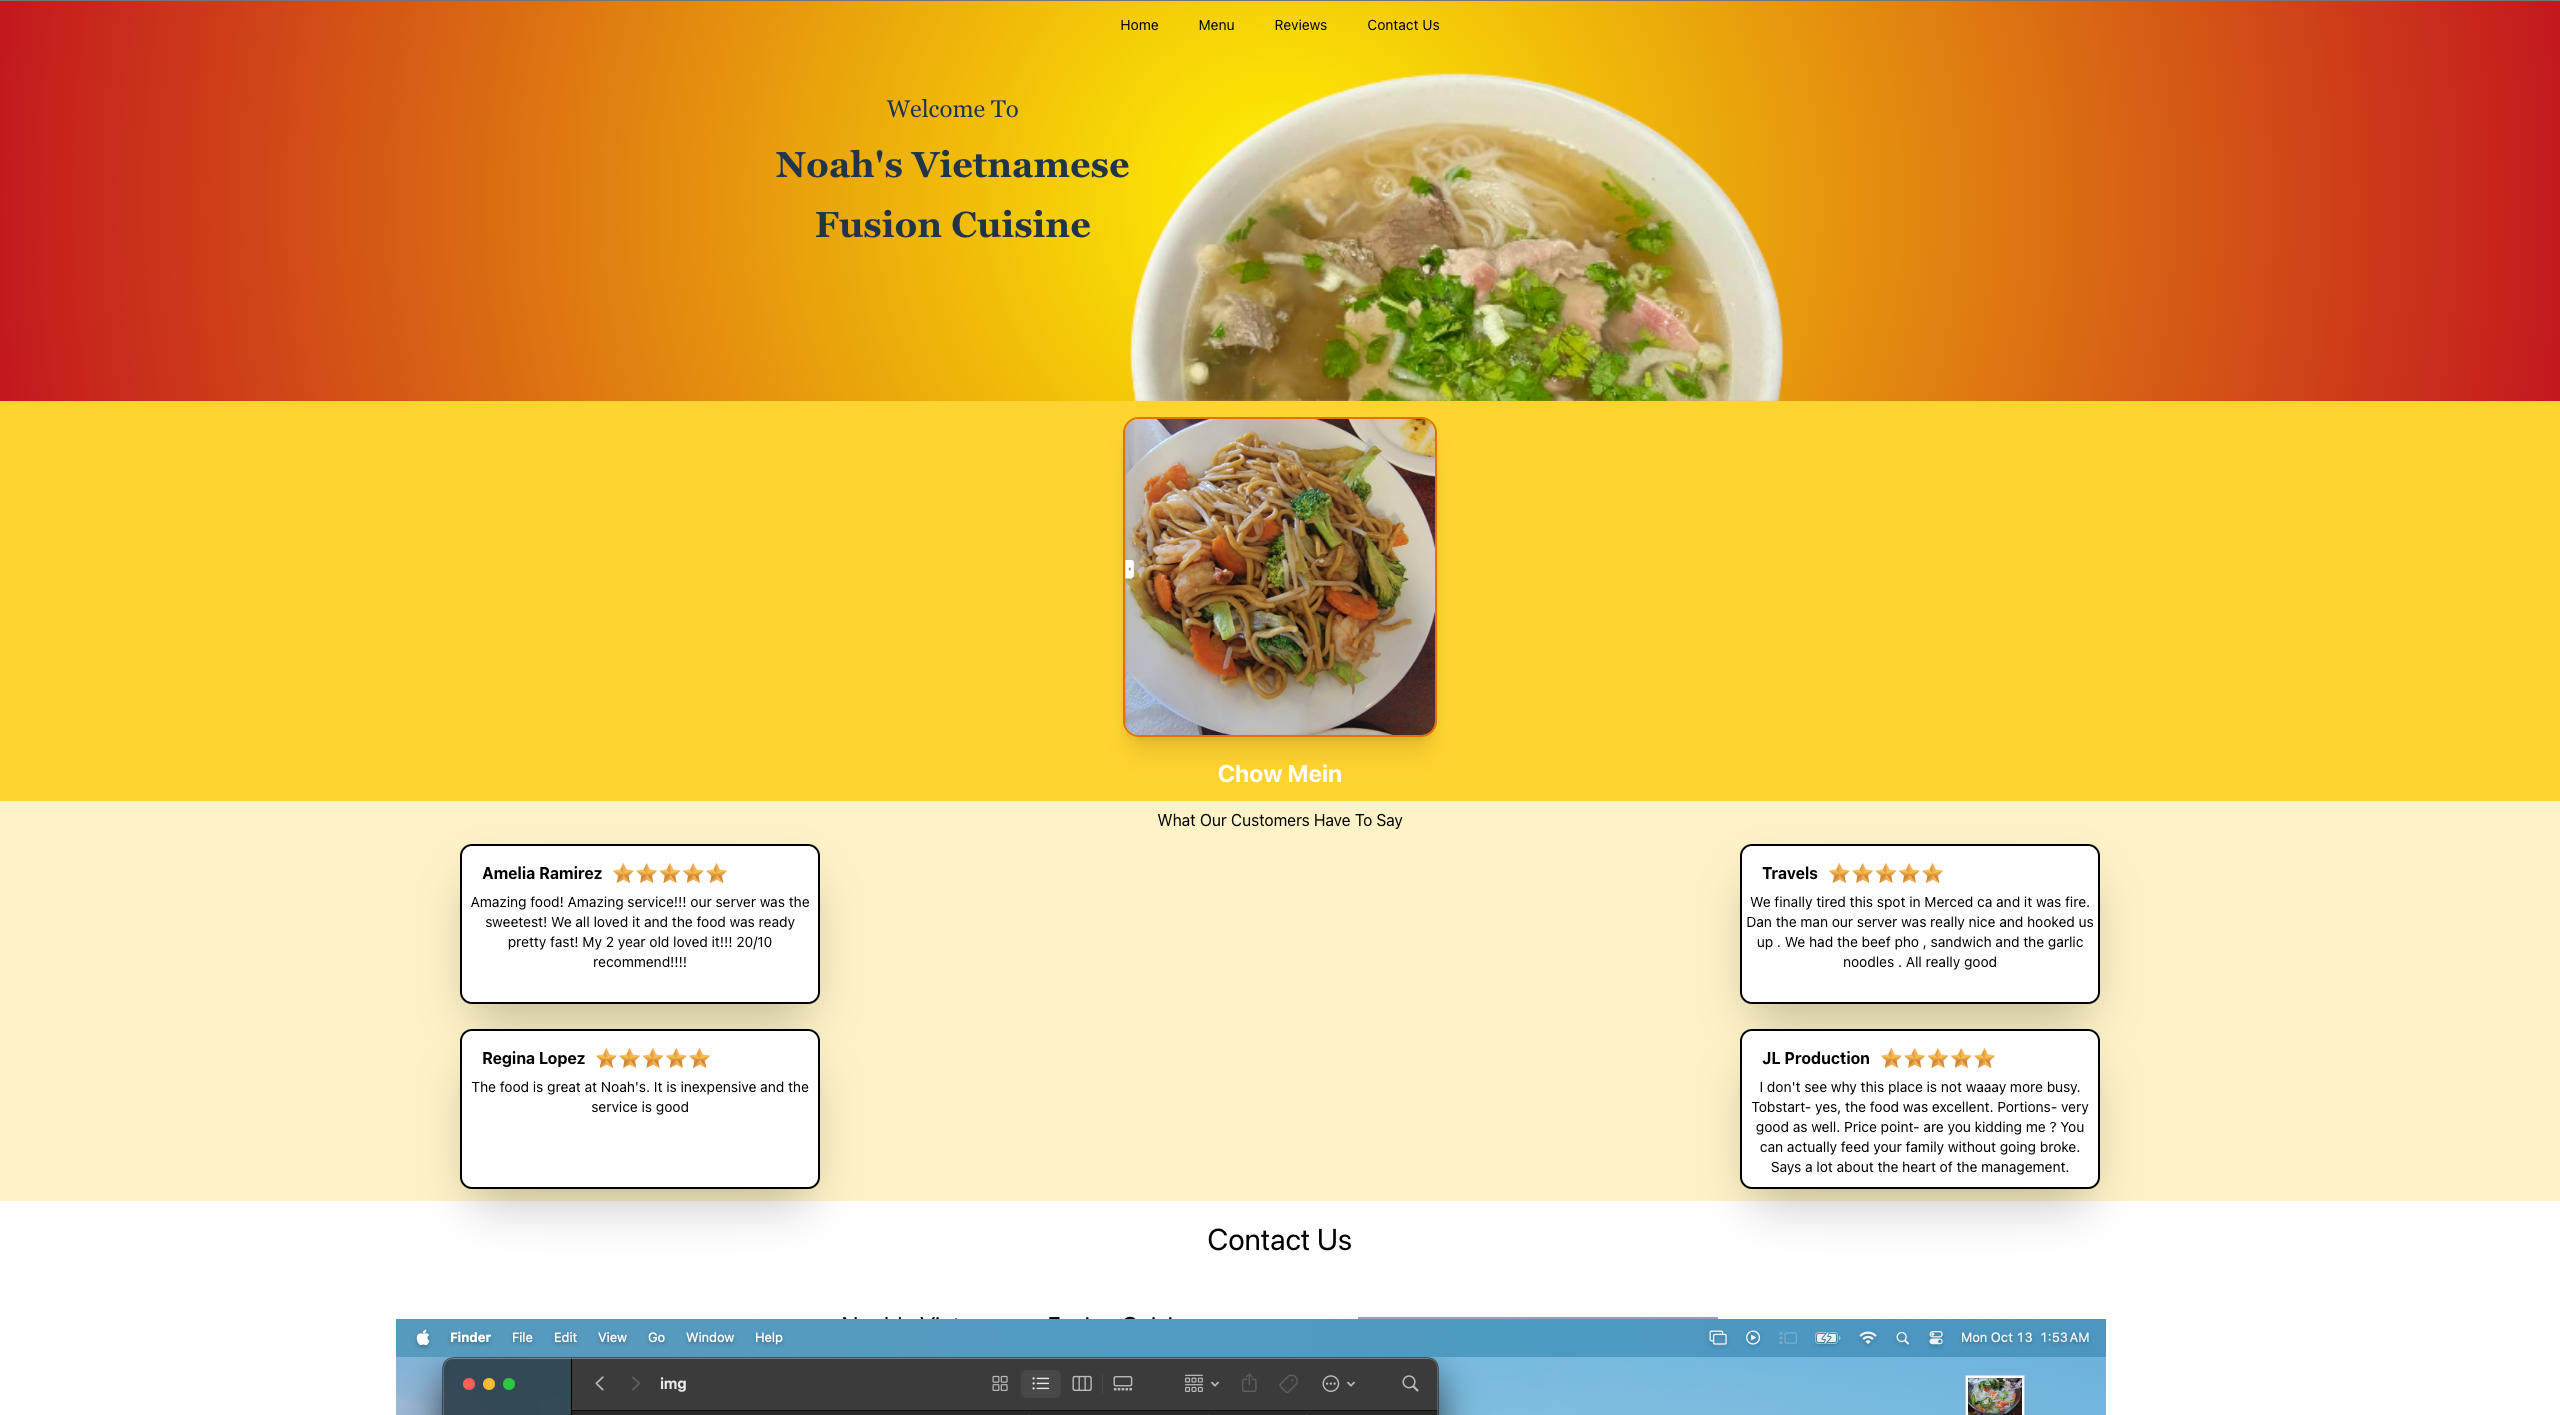 Home Menu Reviews Contact Us
Welcome To
Noah's Vietnamese
Fusion Cuisine
Chow Mein
What Our Customers Have To Say
Amelia Ramirez
Amazing food! Amazing service!!! our server was the
sweetest! We all loved it and the food was ready
pretty fast! My 2 year old loved it!!! 20/10
recommend!!!!
Travels
We finally tired this spot in Merced ca and it was fire.
Dan the man our server was really nice and hooked us
up . We had the beef pho , sandwich and the garlic
noodles . All really good
Regina Lopez
The food is great at Noah's. It is inexpensive and the
service is good
JL Production
I don't see why this place is not waaay more busy.
Tobstart- yes, the food was excellent. Portions- very
good as well. Price point- are you kidding me ? You
can actually feed your family without going broke.
Says a lot about the heart of the management.
Contact Us
Finder File Edit View Go Window Help
Mon Oct 13 1:53 AM
img